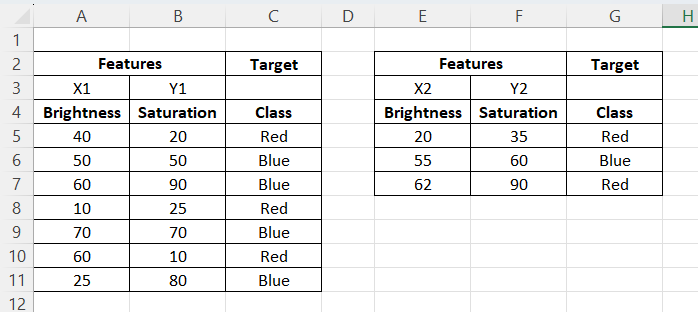 A B C D E F G H
1
2 Features Target Features Target
3 X1 Y1 X2 Y2
4 Brightness Saturation Class Brightness Saturation Class
5 40 20 Red 20 35 Red
6 50 50 Blue 55 60 Blue
7 60 90 Blue 62 90 Red
8 10 25 Red
9 70 70 Blue
10 60 10 Red
11 25 80 Blue
12